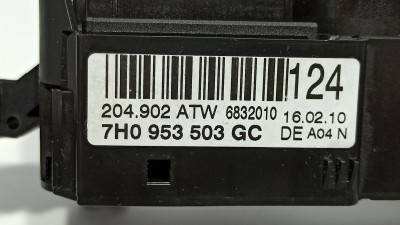 124
204.902 ATW 6832010 16.02.10
7H0 953 503 GC DE A04 N